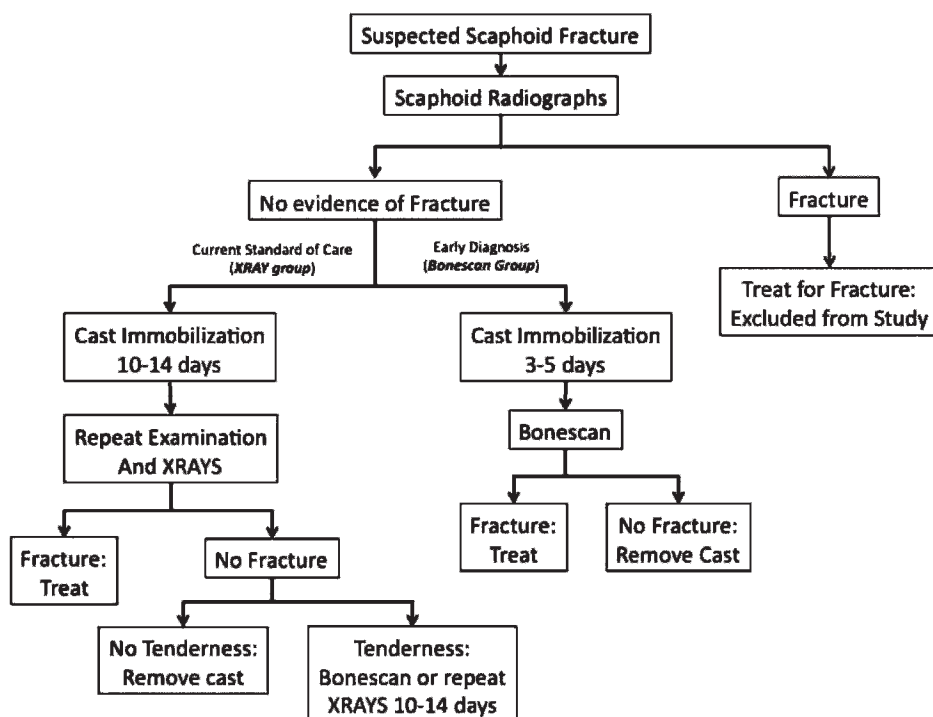 Suspected Scaphoid Fracture
Scaphoid Radiographs
No evidence of Fracture
Fracture
Current Standard of Care
(XRAY group)
Early Diagnosis
(Bonescan Group)
Treat for Fracture:
Excluded from Study
Cast Immobilization
10-14 days
Cast Immobilization
3-5 days
Repeat Examination
And XRAYS
Bonescan
Fracture:
Treat
No Fracture
Fracture:
Treat
No Fracture:
Remove Cast
No Tenderness:
Remove cast
Tenderness:
Bonescan or repeat
XRAYS 10-14 days